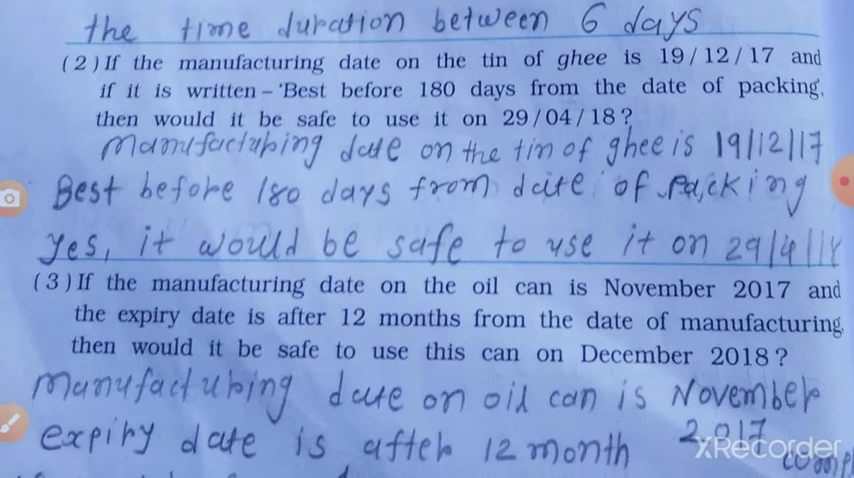 the time duration between 6 days
(2) If the manufacturing date on the tin of ghee is 19/12/17 and
if it is written – 'Best before 180 days from the date of packing,
then would it be safe to use it on 29/04/18?
Manufacturing date on the tin of ghee is 19/12/17
Best before 180 days from date of Packing
yes, it would be safe to use it on 29/4/18
(3) If the manufacturing date on the oil can is November 2017 and
the expiry date is after 12 months from the date of manufacturing,
then would it be safe to use this can on December 2018?
Manufacturing date on oil can is November
2017
expiry date is after 12 month
XRecorder